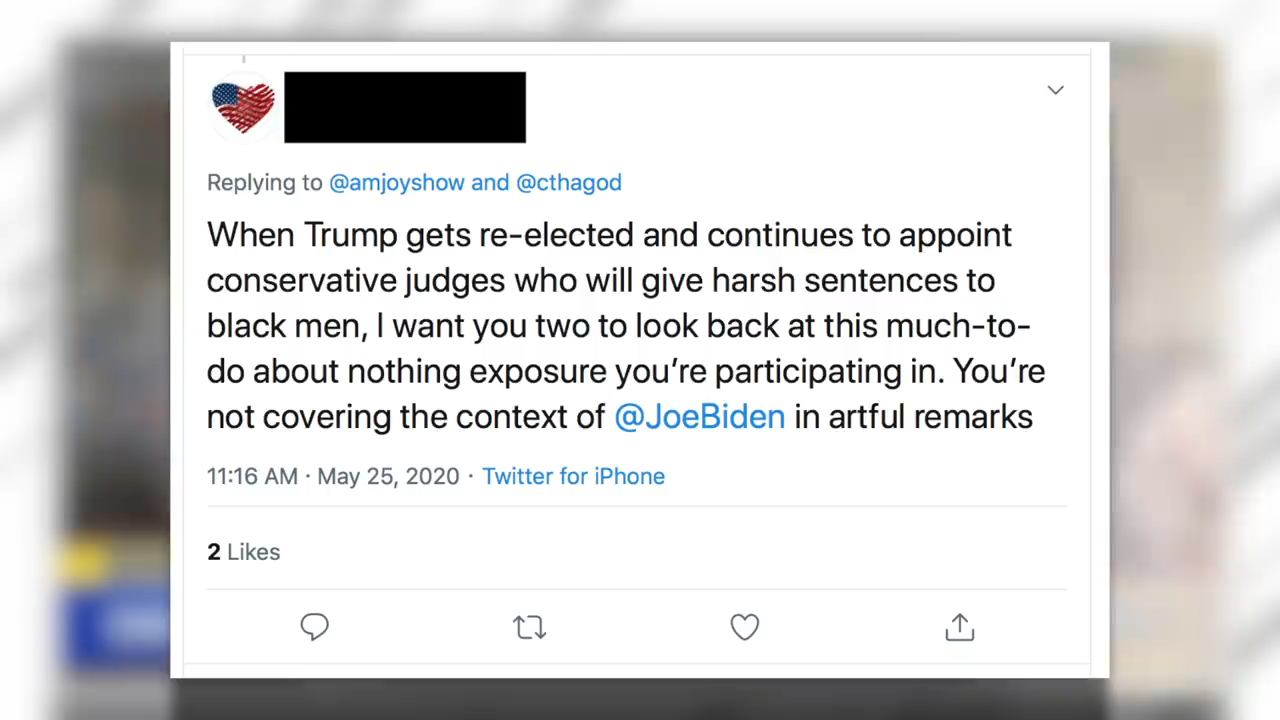 Replying to @amjoyshow and @cthagod
When Trump gets re-elected and continues to appoint
conservative judges who will give harsh sentences to
black men, I want you two to look back at this much-to-
do about nothing exposure you’re participating in. You’re
not covering the context of @JoeBiden in artful remarks
11:16 AM · May 25, 2020 · Twitter for iPhone
2 Likes